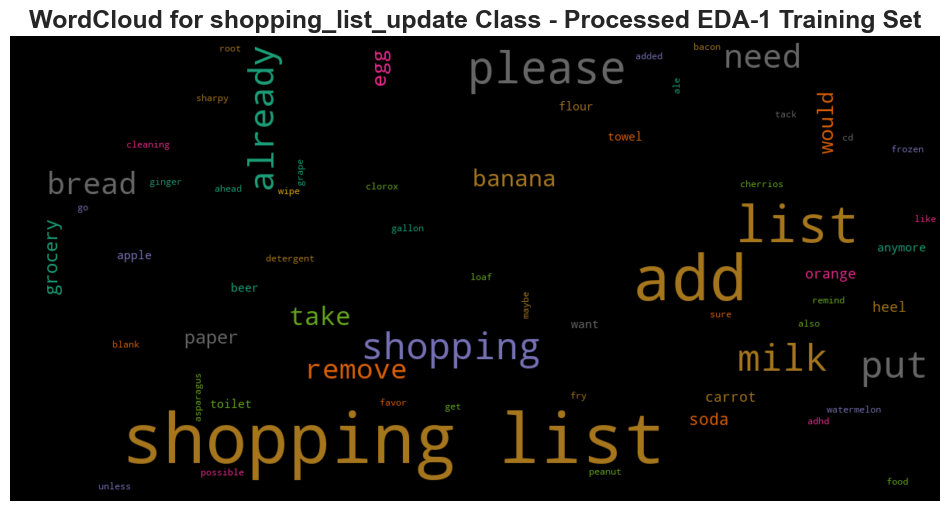 WordCloud for shopping_list_update Class - Processed EDA-1 Training Set
root
added
bacon
egg
please
need
already
ale
sharpy
flour
would
tack
towel
cd
cleaning
frozen
bread
ginger
ahead
grape
wipe
clorox
banana
cherrios
go
list
like
grocery
gallon
anymore
apple
detergent
add
orange
beer
loaf
maybe
remind
heel
take
want
sure
also
paper
shopping
blank
remove
milk
put
asparagus
toilet
favor
get
fry
carrot
soda
watermelon
adhd
shopping list
possible
peanut
unless
food